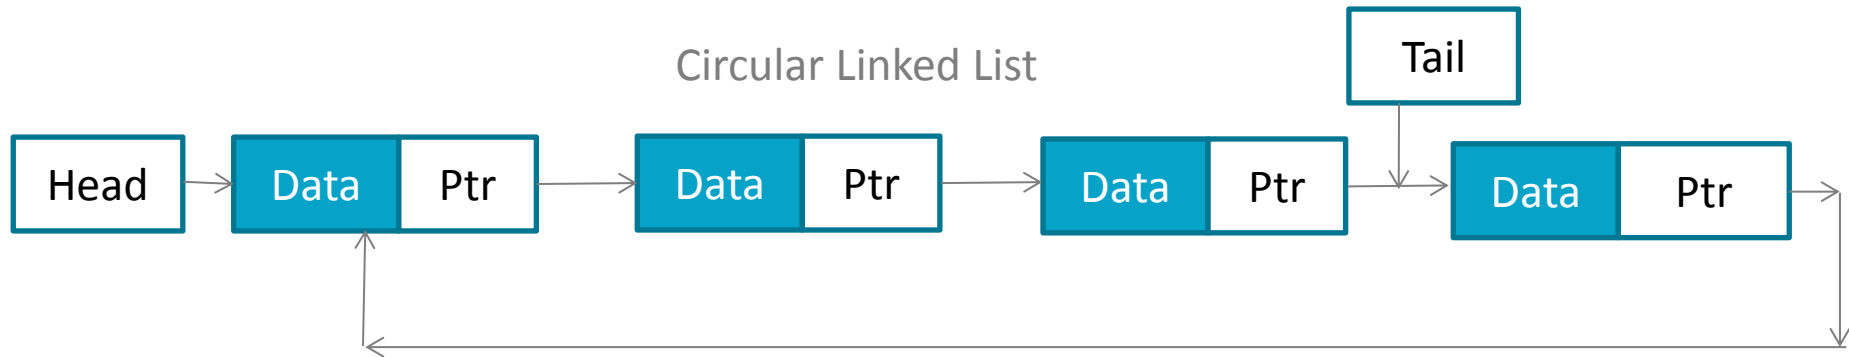 Circular Linked List
Tail
Head
Data
Ptr
Data
Ptr
Data
Ptr
Data
Ptr